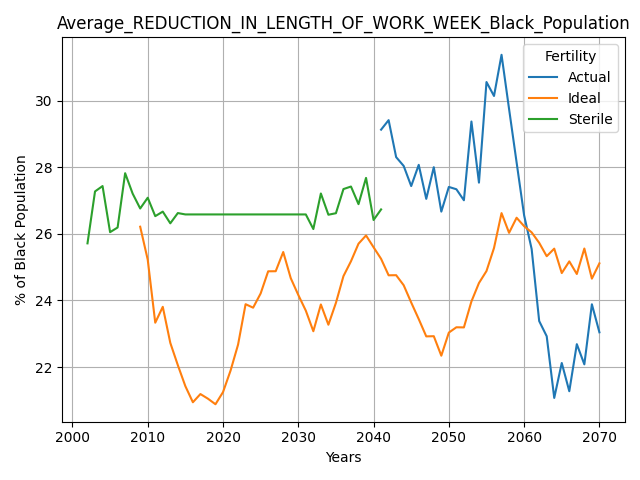 Average_REDUCTION_IN_LENGTH_OF_WORK_WEEK_Black_Population
Fertility
Actual
Ideal
Sterile
% of Black Population
30
28
26
24
22
2000 2010 2020 2030 2040 2050 2060 2070
Years